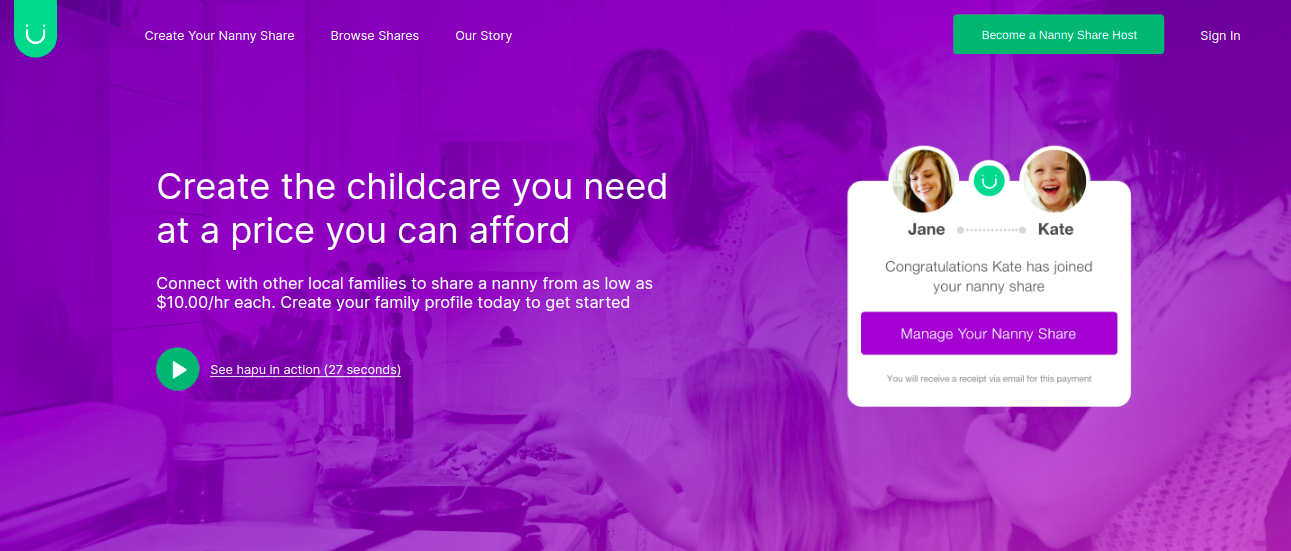 Create Your Nanny Share
Browse Shares
Our Story
Become a Nanny Share Host
Sign In
Create the childcare you need
at a price you can afford
Connect with other local families to share a nanny from as low as
$10.00/hr each. Create your family profile today to get started
See hapu in action (27 seconds)
Jane
Kate
Congratulations Kate has joined
your nanny share
Manage Your Nanny Share
You will receive a receipt via email for this payment